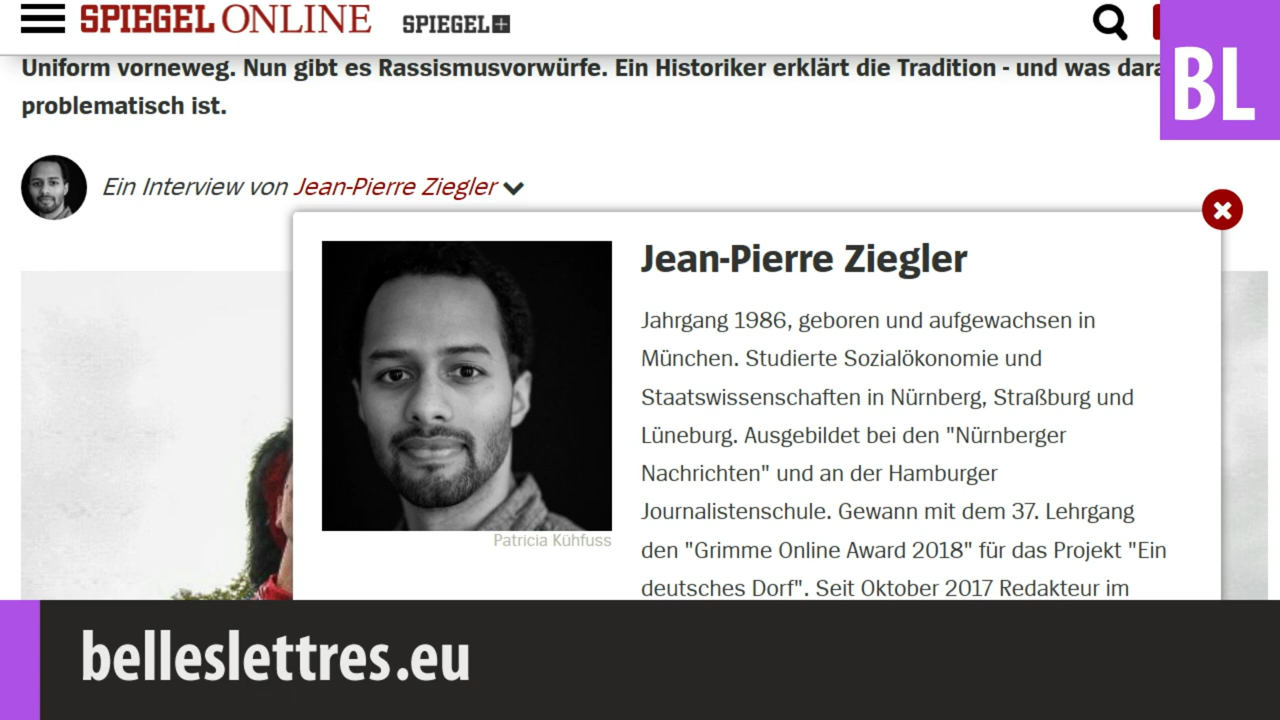 SPIEGEL ONLINE SPIEGEL+
BL
Uniform vorneweg. Nun gibt es Rassismusvorwürfe. Ein Historiker erklärt die Tradition - und was
problematisch ist.
Ein Interview von Jean-Pierre Ziegler
Jean-Pierre Ziegler
Jahrgang 1986, geboren und aufgewachsen in
München. Studierte Sozialökonomie und
Staatswissenschaften in Nürnberg, Straßburg und
Lüneburg. Ausgebildet bei den "Nürnberger
Nachrichten" und an der Hamburger
Journalistenschule. Gewann mit dem 37. Lehrgang
den "Grimme Online Award 2018" für das Projekt "Ein
deutsches Dorf". Seit Oktober 2017 Redakteur im
Patricia Kühfuss
belleslettres.eu